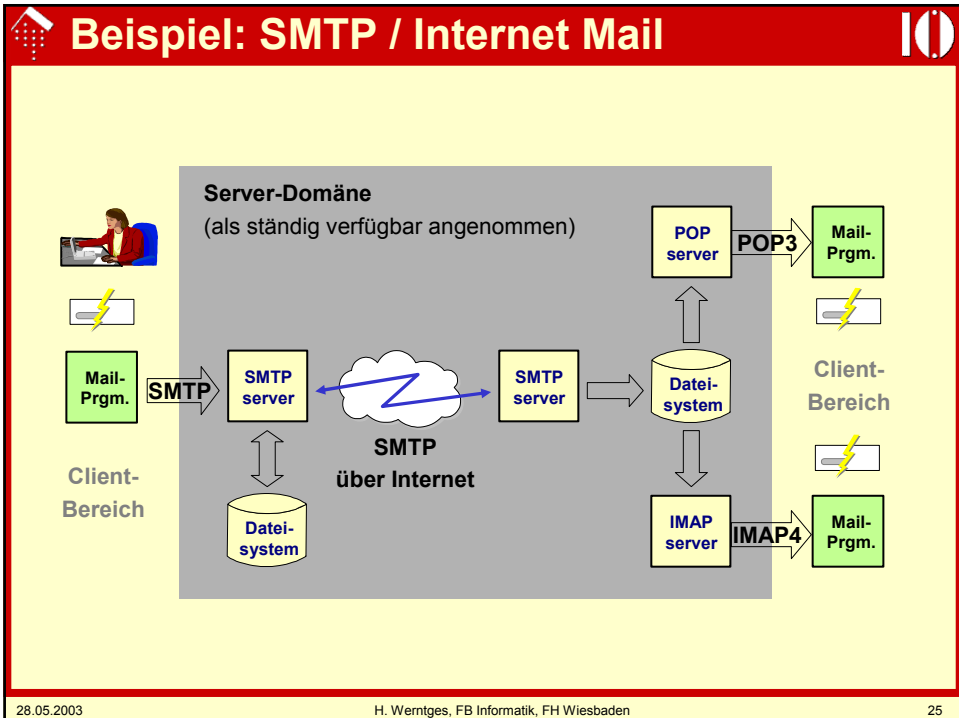 Beispiel: SMTP / Internet Mail
Server-Domäne
(als ständig verfügbar angenommen)
Mail-
Prgm.
SMTP
SMTP
server
Datei-
system
SMTP
über Internet
SMTP
server
Datei-
system
POP
server
POP3
Mail-
Prgm.
IMAP
server
IMAP4
Mail-
Prgm.
Client-
Bereich
Client-
Bereich
28.05.2003
H. Werntges, FB Informatik, FH Wiesbaden
25